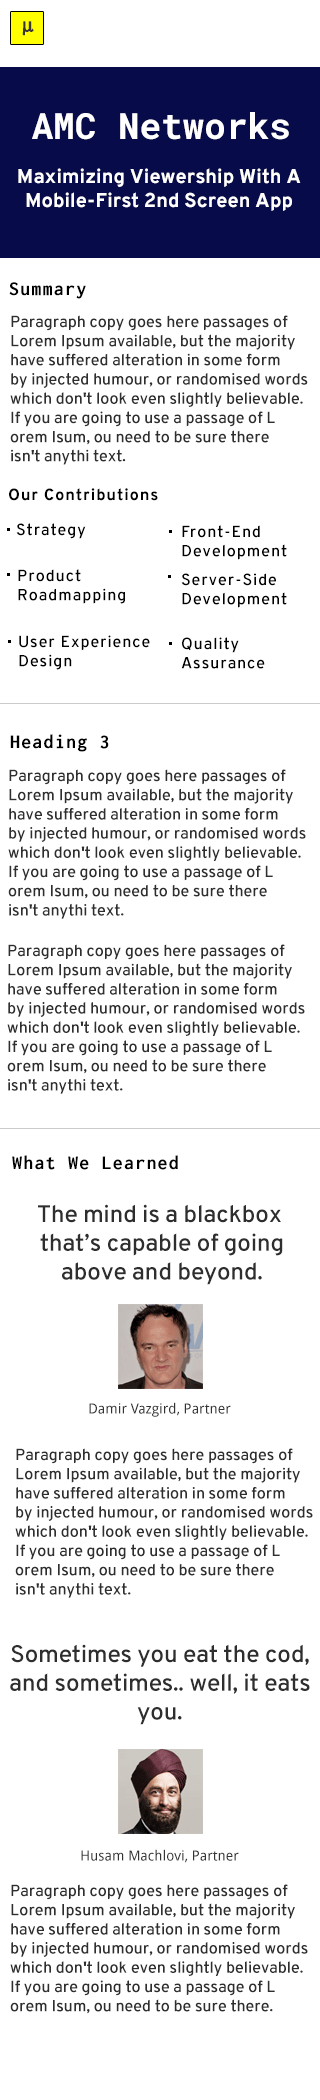 µ
AMC Networks
Maximizing Viewership With A
Mobile-First 2nd Screen App
Summary
Paragraph copy goes here passages of
Lorem Ipsum available, but the majority
have suffered alteration in some form
by injected humour, or randomised words
which don't look even slightly believable.
If you are going to use a passage of L
orem Isum, ou need to be sure there
isn't anythi text.
Our Contributions
· Strategy
· Product
Roadmapping
· User Experience
Design
· Front-End
Development
· Server-Side
Development
· Quality
Assurance
Heading 3
Paragraph copy goes here passages of
Lorem Ipsum available, but the majority
have suffered alteration in some form
by injected humour, or randomised words
which don't look even slightly believable.
If you are going to use a passage of L
orem Isum, ou need to be sure there
isn't anythi text.
Paragraph copy goes here passages of
Lorem Ipsum available, but the majority
have suffered alteration in some form
by injected humour, or randomised words
which don't look even slightly believable.
If you are going to use a passage of L
orem Isum, ou need to be sure there
isn't anythi text.
What We Learned
The mind is a blackbox
that’s capable of going
above and beyond.
Damir Vazgird, Partner
Paragraph copy goes here passages of
Lorem Ipsum available, but the majority
have suffered alteration in some form
by injected humour, or randomised words
which don't look even slightly believable.
If you are going to use a passage of L
orem Isum, ou need to be sure there
isn't anythi text.
Sometimes you eat the cod,
and sometimes.. well, it eats
you.
Husam Machlovi, Partner
Paragraph copy goes here passages of
Lorem Ipsum available, but the majority
have suffered alteration in some form
by injected humour, or randomised words
which don't look even slightly believable.
If you are going to use a passage of L
orem Isum, ou need to be sure there.